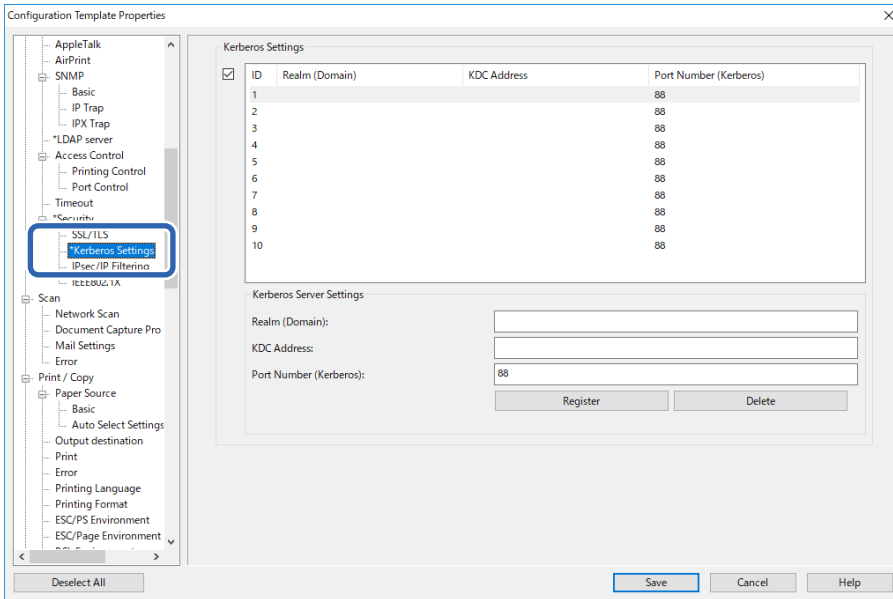 Configuration Template Properties
AppleTalk
AirPrint
SNMP
Basic
IP Trap
IPX Trap
*LDAP server
Access Control
Printing Control
Port Control
Timeout
*Security
SSL/TLS
*Kerberos Settings
IPsec/IP Filtering
IEEE802.1X
Scan
Network Scan
Document Capture Pro
Mail Settings
Error
Print / Copy
Paper Source
Basic
Auto Select Settings
Output destination
Print
Error
Printing Language
Printing Format
ESC/PS Environment
ESC/Page Environment
Kerberos Settings
ID Realm (Domain) KDC Address Port Number (Kerberos)
1 88
2 88
3 88
4 88
5 88
6 88
7 88
8 88
9 88
10 88
Kerberos Server Settings
Realm (Domain):
KDC Address:
Port Number (Kerberos): 88
Register Delete
Deselect All Save Cancel Help